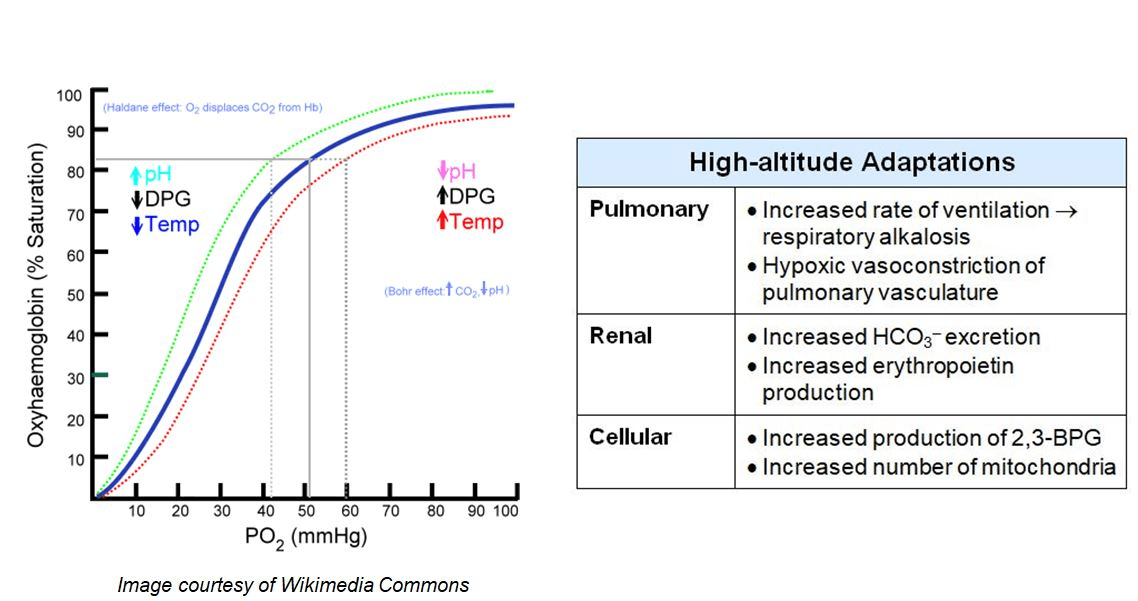 100
90
80
70
60
50
40
30
20
10
Oxyhaemoglobin (% Saturation)
(Haldane effect: O₂ displaces CO₂ from Hb)
↑pH
↓DPG
↓Temp
↓pH
↑DPG
↑Temp
(Bohr effect:↑CO₂,↓pH)
10 20 30 40 50 60 70 80 90 100
PO₂ (mmHg)
Image courtesy of Wikimedia Commons
High-altitude Adaptations
Pulmonary
• Increased rate of ventilation →
respiratory alkalosis
• Hypoxic vasoconstriction of
pulmonary vasculature
Renal
• Increased HCO₃⁻ excretion
• Increased erythropoietin
production
Cellular
• Increased production of 2,3-BPG
• Increased number of mitochondria